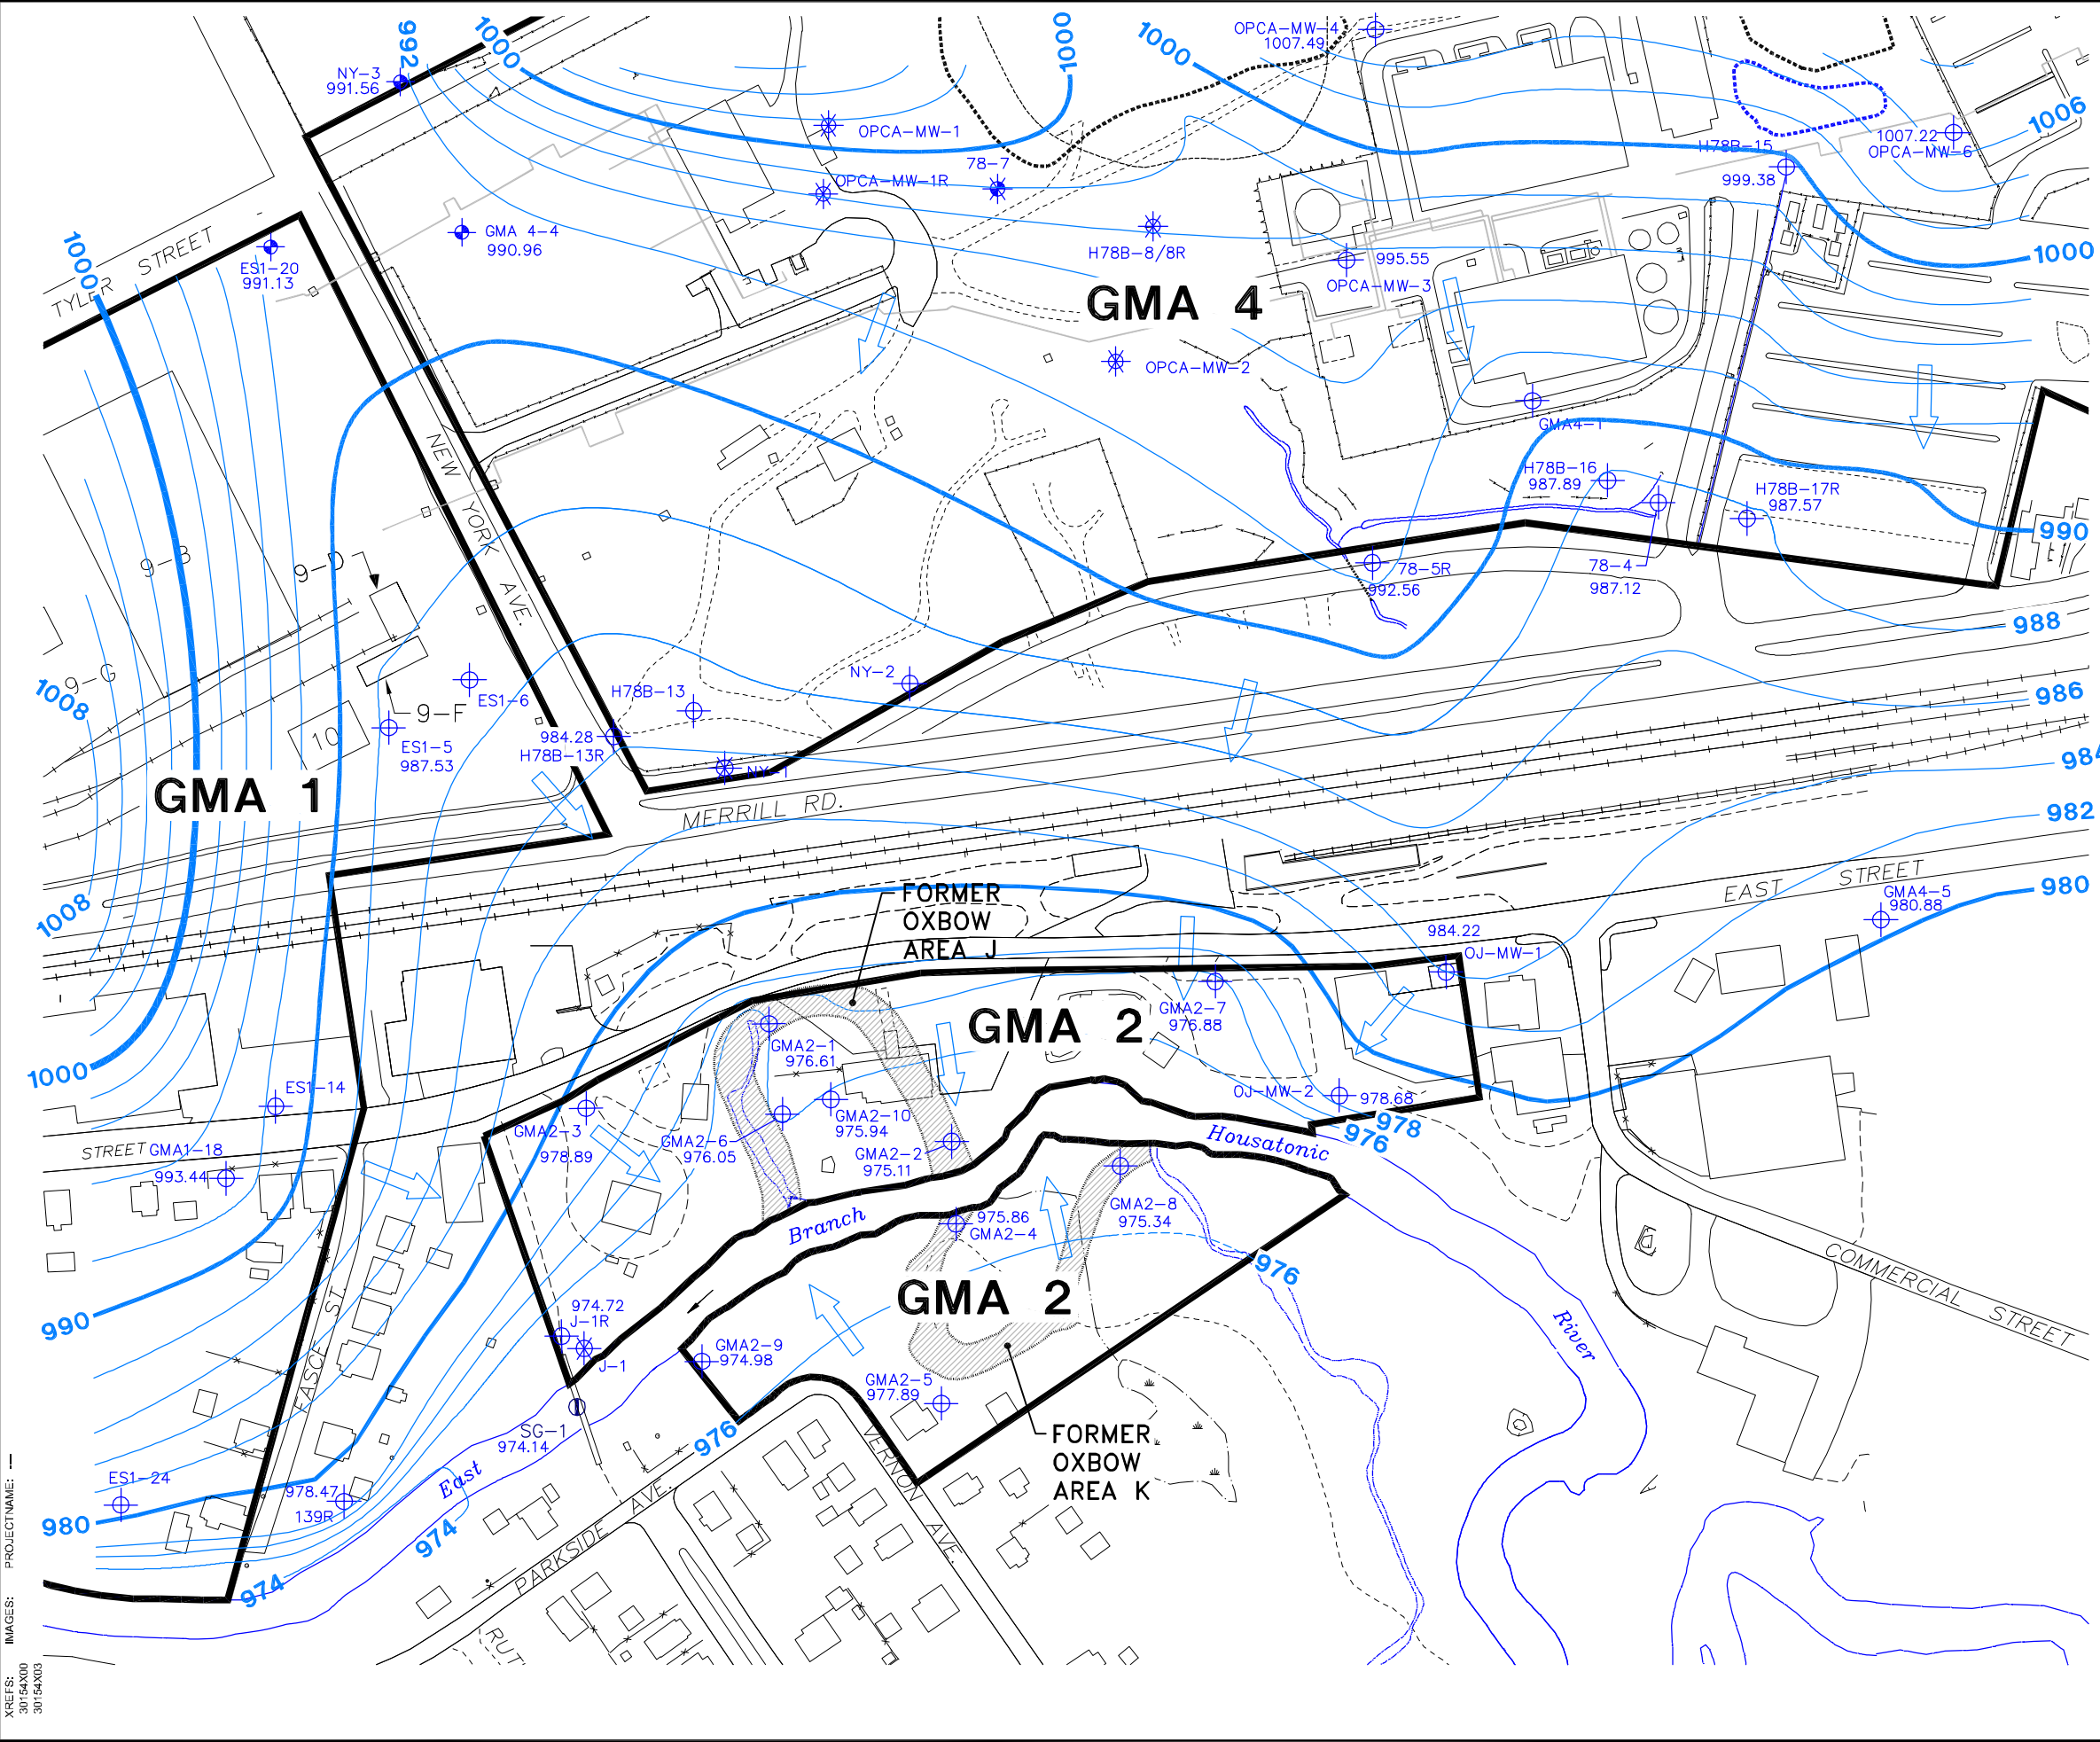 992
1000
1000
1000
OPCA-MW-4
1007.49
NY-3
991.56
OPCA-MW-1
78-7
OPCA-MW-1R
H78B-15
999.38
1007.22
OPCA-MW-6
1006
1000
TYLER STREET
1000
ES1-20
991.13
GMA 4-4
990.96
H78B-8/8R
995.55
OPCA-MW-3
GMA 4
OPCA-MW-2
GMA4-1
H78B-16
987.89
H78B-17R
987.57
990
NEW YORK AVE.
9-B
9-D
9-G
78-5R
992.56
78-4
987.12
988
1008
ES1-6
9-F
10
ES1-5
987.53
H78B-13
984.28
H78B-13R
NY-2
NY-1
986
984
982
980
GMA 1
MERRILL RD.
1008
FORMER
OXBOW
AREA J
EAST STREET
GMA4-5
980.88
984.22
OJ-MW-1
GMA2-7
976.88
GMA 2
1000
ES1-14
GMA2-1
976.61
GMA2-10
975.94
OJ-MW-2
978.68
978
976
STREET
GMA1-18
993.44
GMA2-3
978.89
GMA2-6
976.05
GMA2-2
975.11
Housatonic
GMA2-8
975.34
975.86
GMA2-4
Branch
976
GMA 2
COMMERCIAL STREET
River
990
FASCE ST.
974.72
J-1R
J-1
GMA2-9
974.98
GMA2-5
977.89
SG-1
974.14
976
FORMER
OXBOW
AREA K
VERNON AVE.
ES1-24
978.47
139R
East
980
974
974
PARKSIDE AVE.
RUT
XREFS: IMAGES: PROJECTNAME: ---
30154X00
30154X03